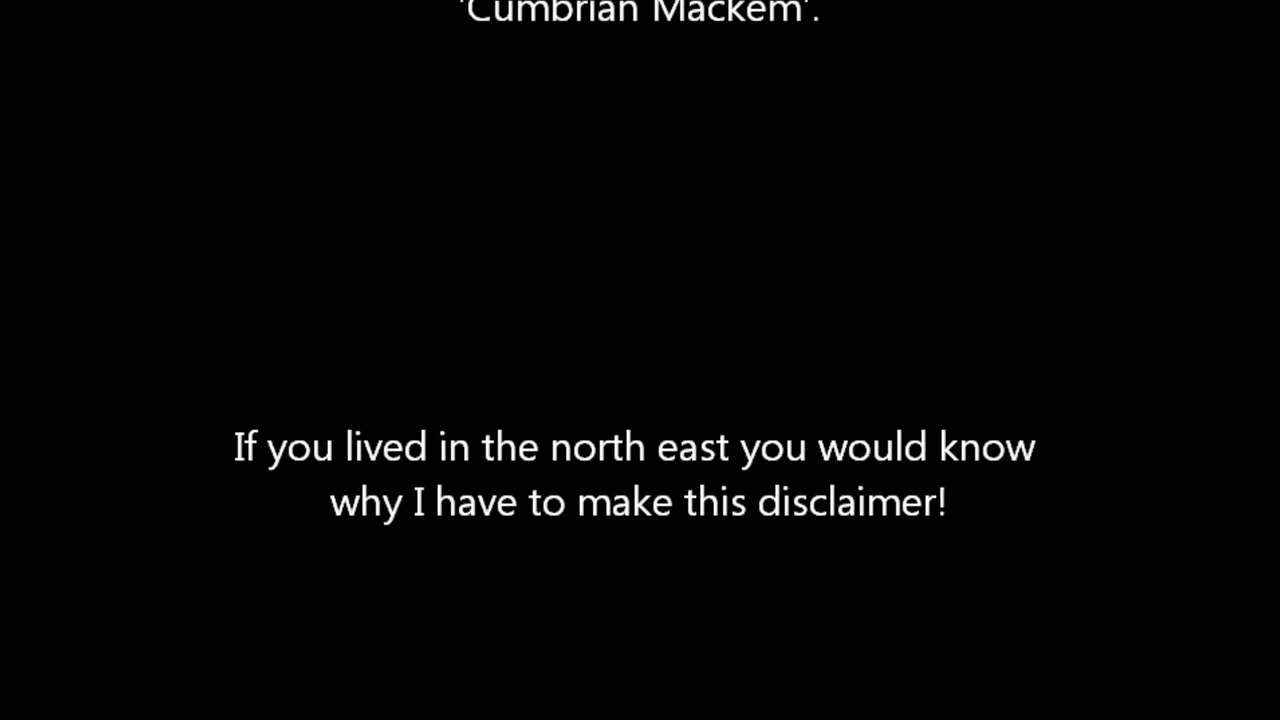 'Cumbrian Mackem'.
If you lived in the north east you would know
why I have to make this disclaimer!